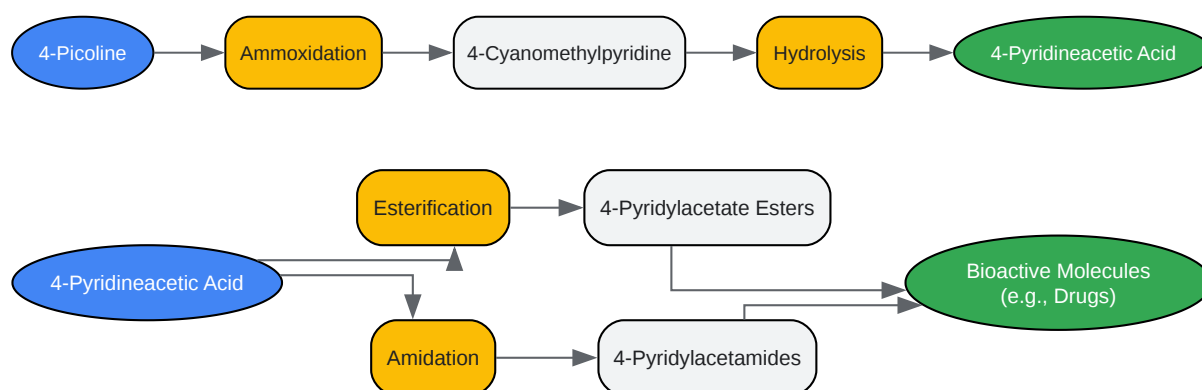 4-Picoline
Ammoxidation
4-Cyanomethylpyridine
Hydrolysis
4-Pyridineacetic Acid
Esterification
4-Pyridylacetate Esters
4-Pyridineacetic Acid
Bioactive Molecules
(e.g., Drugs)
Amidation
4-Pyridylacetamides